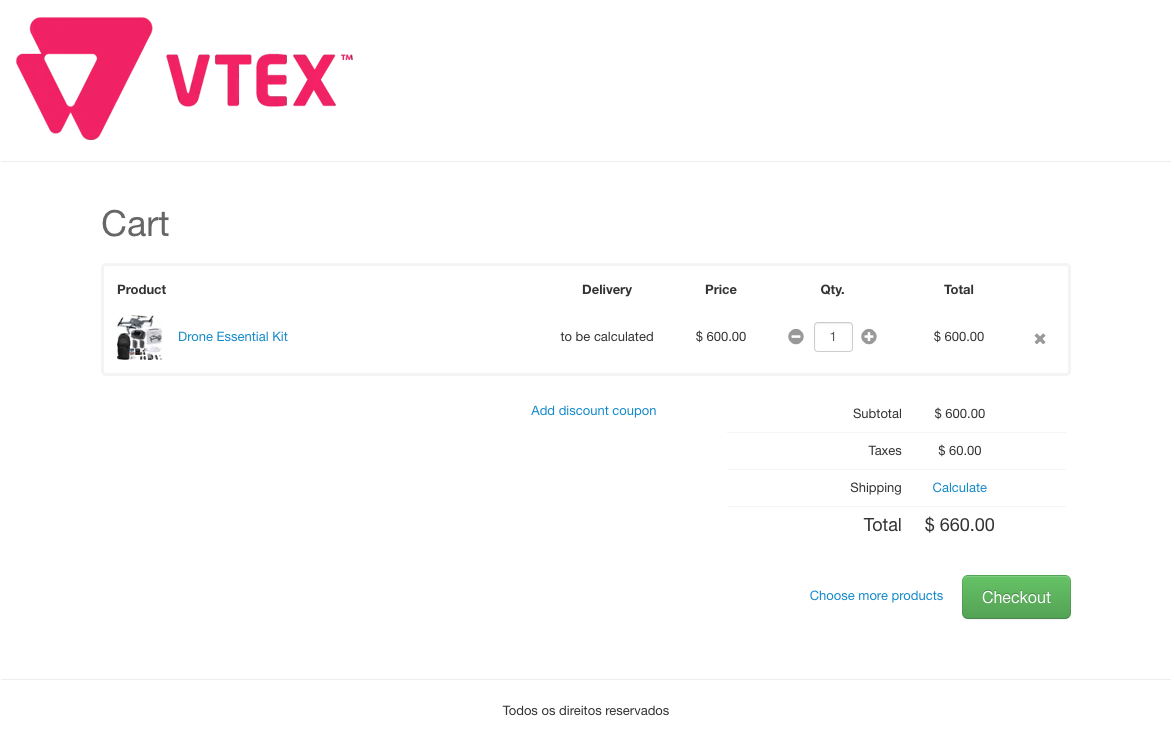 VTEX™
Cart
Product Delivery Price Qty. Total
Drone Essential Kit to be calculated $ 600.00 1 $ 600.00
Add discount coupon Subtotal $ 600.00
Taxes $ 60.00
Shipping Calculate
Total $ 660.00
Choose more products Checkout
Todos os direitos reservados